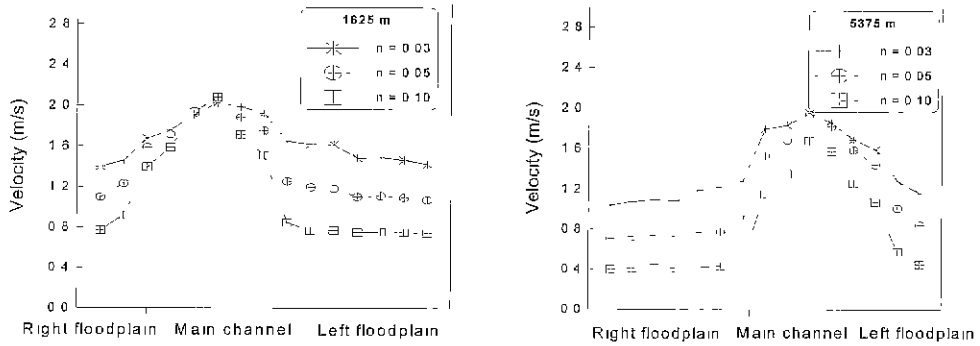 2 8
2 4
2 0
1 6
1 2
0 8
0 4
0 0
Velocity (m/s)
1625 m
n = 0 03
n = 0 05
n = 0 10
Right floodplain Main channel Left floodplain
2 8
2 4
2 0
1 6
1 2
0 8
0 4
0 0
Velocity (m/s)
5375 m
n = 0 03
n = 0 05
n = 0 10
Right floodplain Main channel Left floodplain